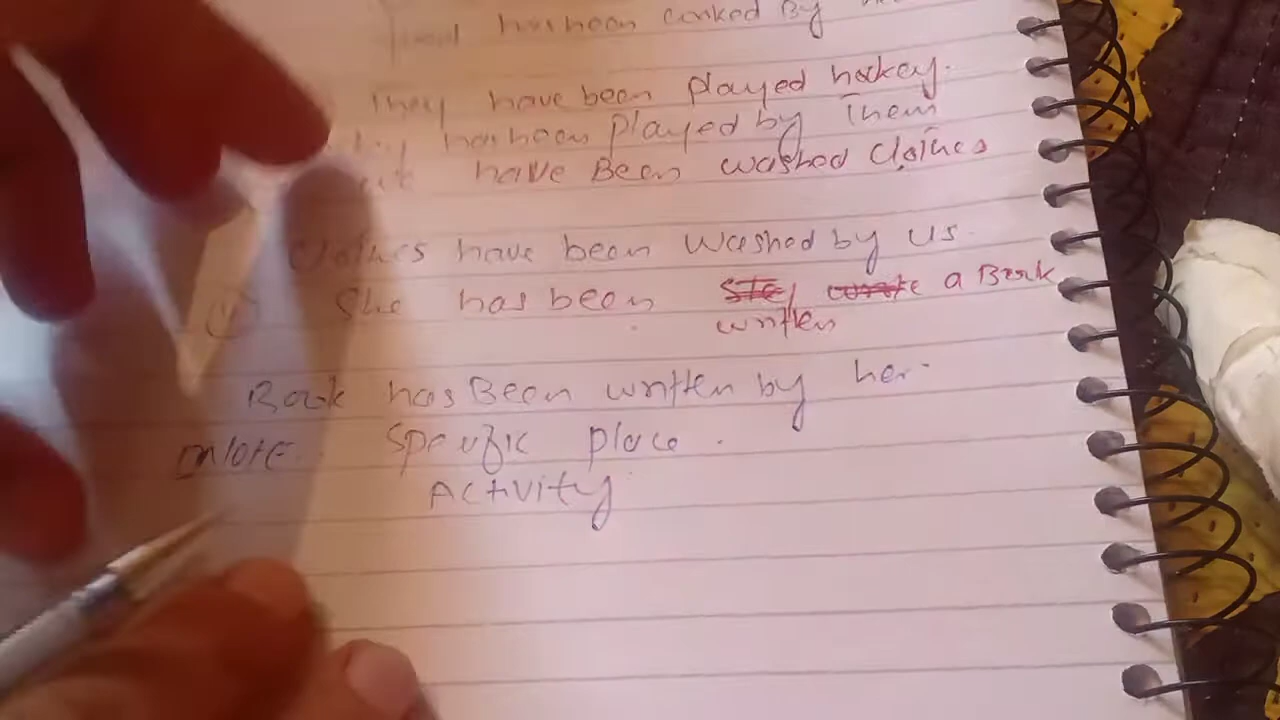 has been cooked By
They have been Played hockey.
has been played by Them
have Been washed Clothes
Clothes have been washed by us.
She has been a Book
written
Book has Been written by her.
more specific place.
Activity